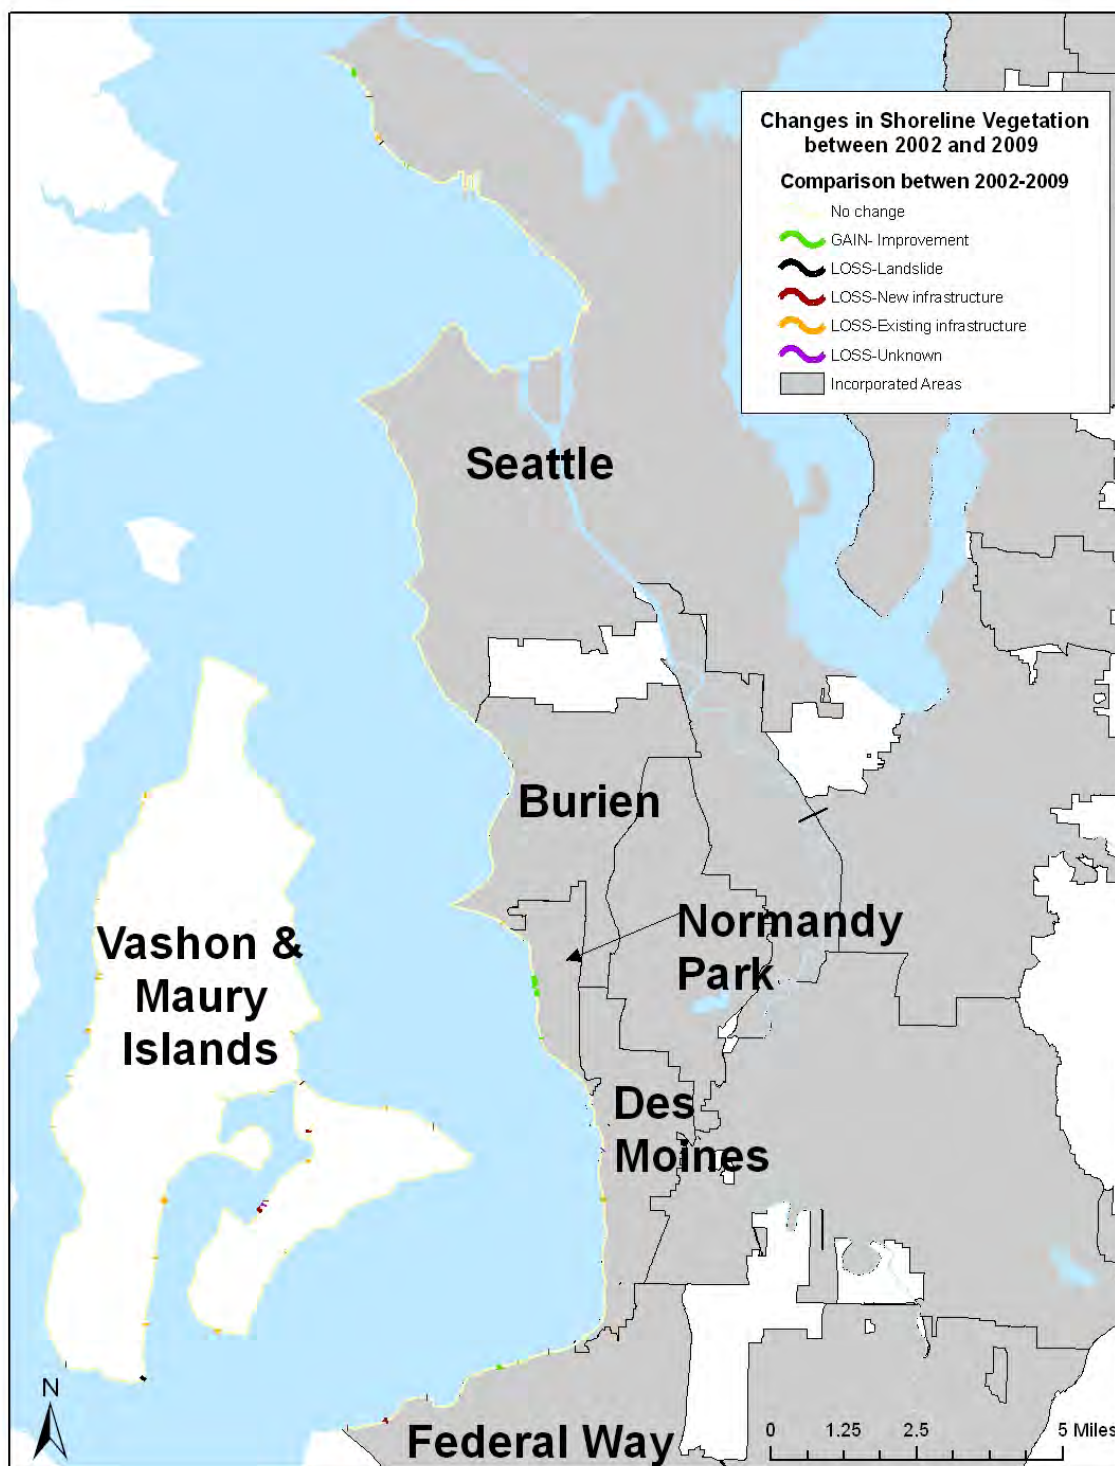 Changes in Shoreline Vegetation
between 2002 and 2009
Comparison betwen 2002-2009
No change
GAIN- Improvement
LOSS-Landslide
LOSS-New infrastructure
LOSS-Existing infrastructure
LOSS-Unknown
Incorporated Areas
Seattle
Burien
Normandy
Park
Vashon &
Maury
Islands
Des
Moines
Federal Way
N
0 1.25 2.5 5 Miles